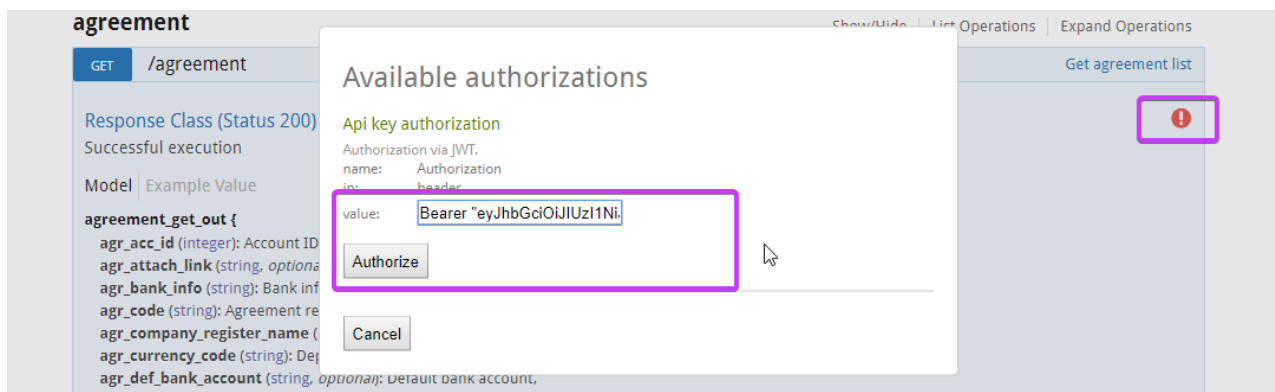 agreement
Show/Hide List Operations Expand Operations
GET /agreement Get agreement list
Available authorizations
Response Class (Status 200)
Successful execution
Model Example Value
agreement_get_out {
agr_acc_id (integer): Account ID
agr_attach_link (string, optiona
agr_bank_info (string): Bank inf
agr_code (string): Agreement re
agr_company_register_name (
agr_currency_code (string): Dep
agr_def_bank_account (string, optional): Default bank account,
Api key authorization
Authorization via JWT.
name: Authorization
in: header
value: Bearer "eyJhbGciOiJIUzI1Ni
Authorize
Cancel